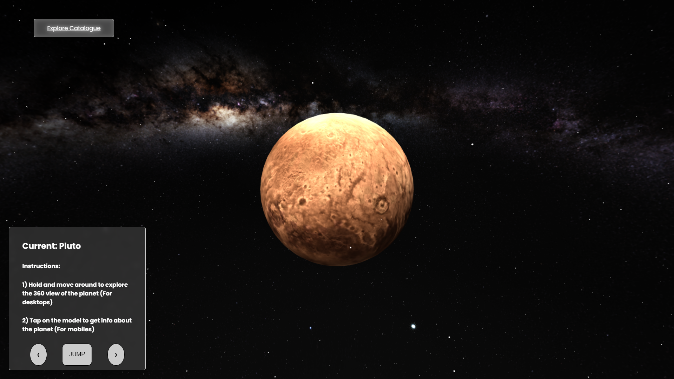 Explore Catalogue
Current: Pluto
Instructions:
1) Hold and move around to explore
the 360 view of the planet (For
desktops)
2) Tap on the model to get info about
the planet (For mobiles)
‹ JUMP ›